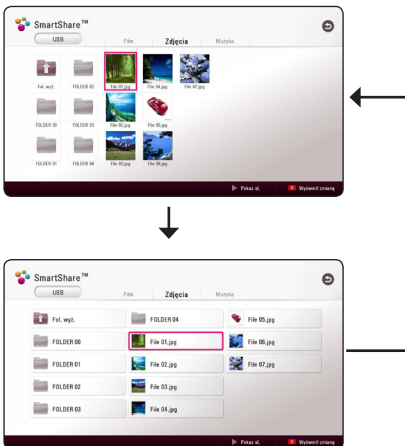 SmartShare™
USB
Film Zdjęcia Muzyka
Fol. wyż. FOLDER 02 File 01.jpg File 04.jpg File 07.jpg
FOLDER 00 FOLDER 03 File 02.jpg File 05.jpg
FOLDER 01 FOLDER 04 File 03.jpg File 06.jpg
Pokaz sl. Wyświetl zmianę
SmartShare™
USB
Film Zdjęcia Muzyka
Fol. wyż. FOLDER 04 File 05.jpg
FOLDER 00 File 01.jpg File 06.jpg
FOLDER 01 File 02.jpg File 07.jpg
FOLDER 02 File 03.jpg
FOLDER 03 File 04.jpg
Pokaz sl. Wyświetl zmianę